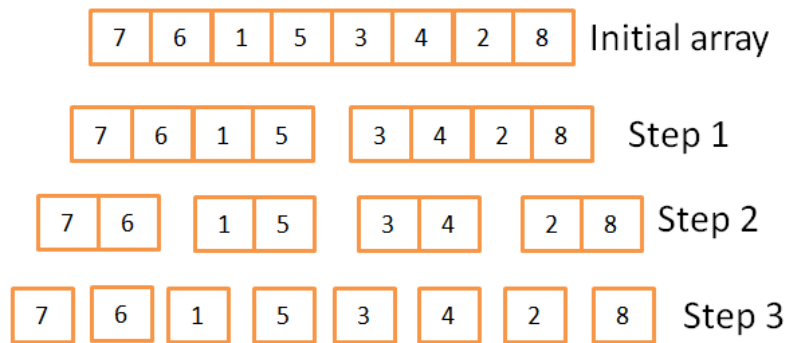 7 6 1 5 3 4 2 8 Initial array
7 6 1 5 3 4 2 8 Step 1
7 6 1 5 3 4 2 8 Step 2
7 6 1 5 3 4 2 8 Step 3